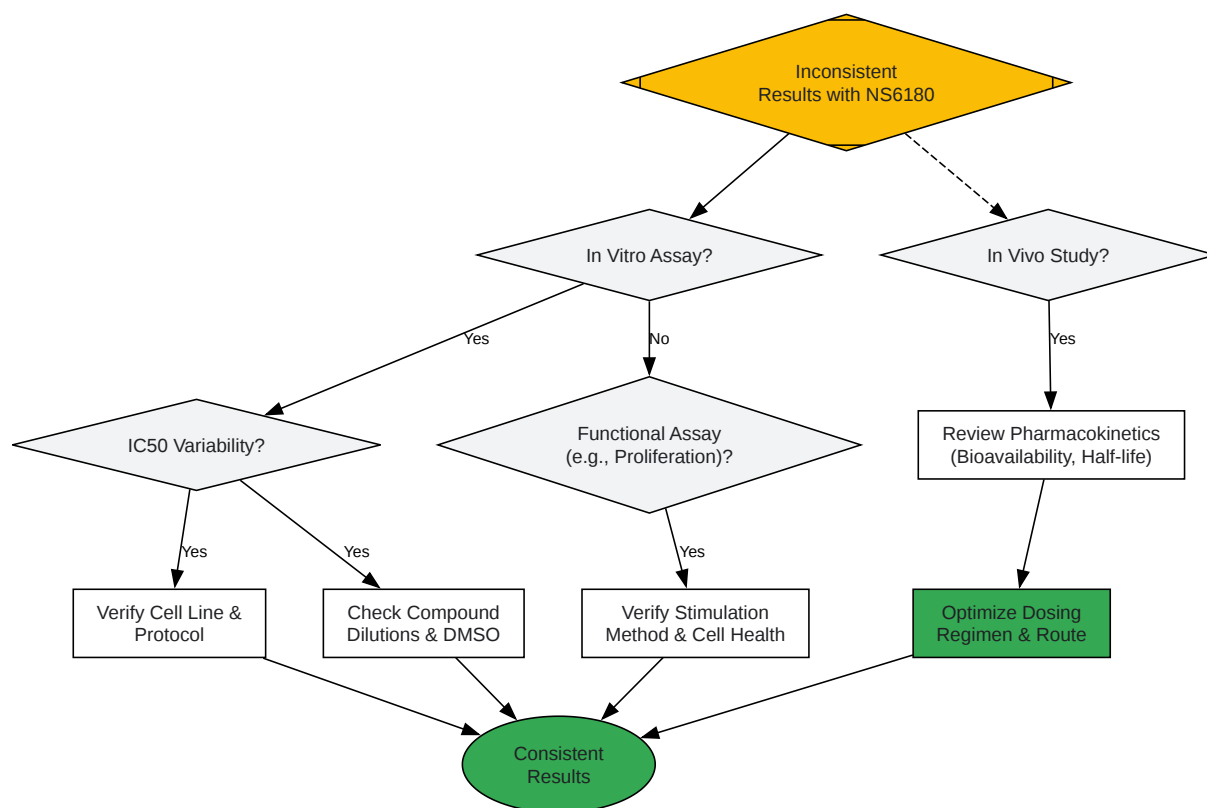 Inconsistent
Results with NS6180
In Vitro Assay?
In Vivo Study?
Yes
No
Yes
IC50 Variability?
Functional Assay
(e.g., Proliferation)?
Review Pharmacokinetics
(Bioavailability, Half-life)
Yes
Yes
Yes
Verify Cell Line &
Protocol
Check Compound
Dilutions & DMSO
Verify Stimulation
Method & Cell Health
Optimize Dosing
Regimen & Route
Consistent
Results